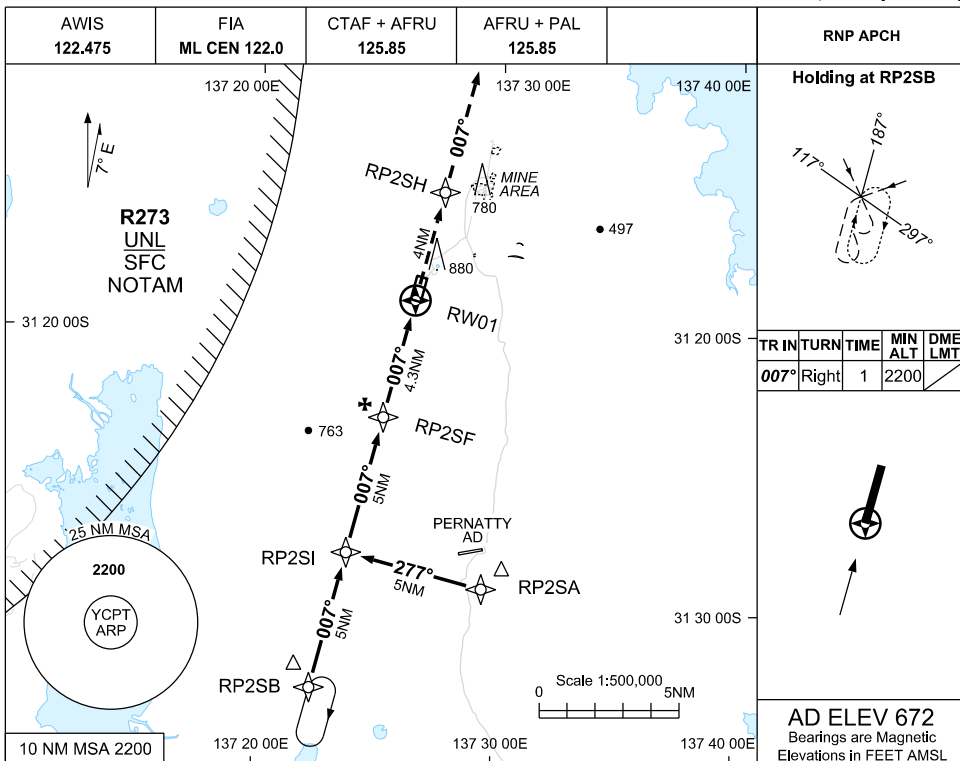 AWIS
122.475
FIA
ML CEN 122.0
CTAF + AFRU
125.85
AFRU + PAL
125.85
RNP APCH
137 20 00E
137 30 00E
137 40 00E
7° E
R273
UNL
SFC
NOTAM
007°
RP2SH
MINE
AREA
780
497
4NM
880
RW01
31 20 00S
31 20 00S
007°
4.3NM
RP2SF
763
007°
5NM
PERNATTY
AD
RP2SI
277°
5NM
RP2SA
25 NM MSA
2200
YCPT
ARP
007°
5NM
31 30 00S
RP2SB
Scale 1:500,000
0
5NM
10 NM MSA 2200
137 20 00E
137 30 00E
137 40 00E
Holding at RP2SB
187°
117°
297°
TR IN
TURN
TIME
MIN
ALT
DME
LMT
007°
Right
1
2200
AD ELEV 672
Bearings are Magnetic
Elevations in FEET AMSL